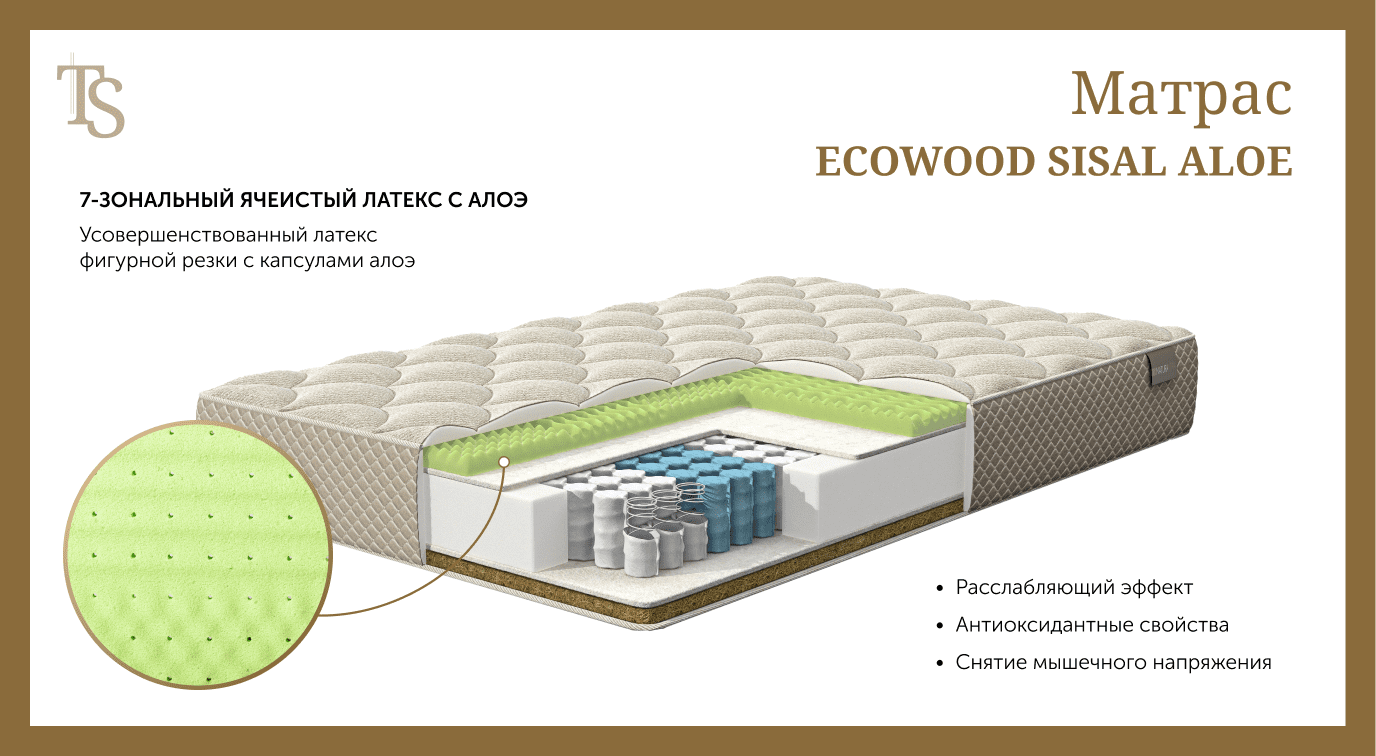 TS
Матрас
ECOWOOD SISAL ALOE
7-ЗОНАЛЬНЫЙ ЯЧЕИСТЫЙ ЛАТЕКС С АЛОЭ
Усовершенствованный латекс
фигурной резки с капсулами алоэ
• Расслабляющий эффект
• Антиоксидантные свойства
• Снятие мышечного напряжения